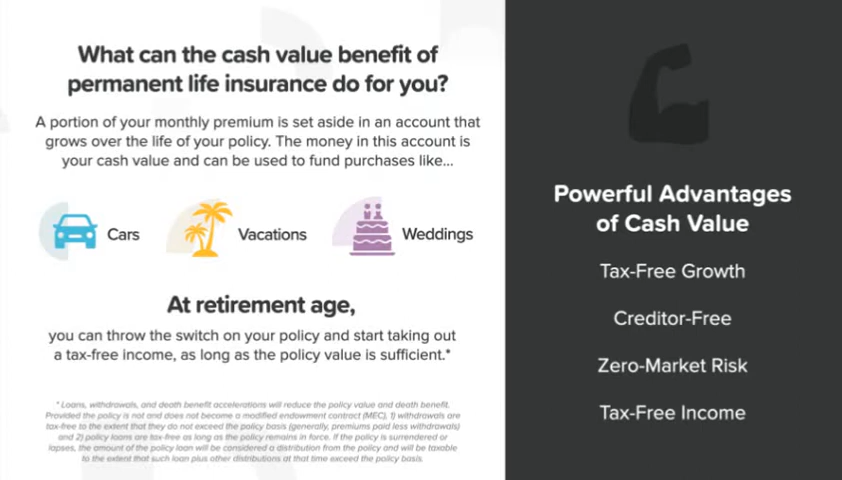 What can the cash value benefit of
permanent life insurance do for you?
A portion of your monthly premium is set aside in an account that
grows over the life of your policy. The money in this account is
your cash value and can be used to fund purchases like...
Cars
Vacations
Weddings
At retirement age,
you can throw the switch on your policy and start taking out
a tax-free income, as long as the policy value is sufficient.*
* Loans, withdrawals, and death benefit accelerations will reduce the policy value and death benefit.
Provided the policy is not and does not become a modified endowment contract (MEC), 1) withdrawals are
tax-free to the extent that they do not exceed the policy basis (generally, premiums paid less withdrawals)
and 2) policy loans are tax-free as long as the policy remains in force. If the policy is surrendered or
lapses, the amount of the policy loan will be considered a distribution from the policy and will be taxable
to the extent that such loan plus other distributions at that time exceed the policy basis.
Powerful Advantages
of Cash Value
Tax-Free Growth
Creditor-Free
Zero-Market Risk
Tax-Free Income